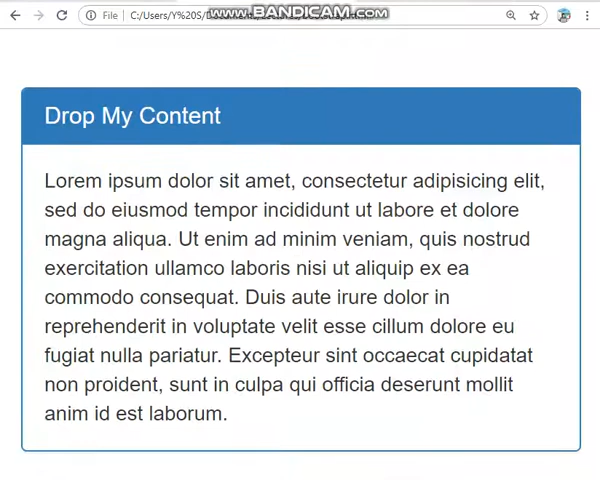 File | C:/Users/Y%20S/Documents/
www.BANDICAM.com
Drop My Content
Lorem ipsum dolor sit amet, consectetur adipisicing elit,
sed do eiusmod tempor incididunt ut labore et dolore
magna aliqua. Ut enim ad minim veniam, quis nostrud
exercitation ullamco laboris nisi ut aliquip ex ea
commodo consequat. Duis aute irure dolor in
reprehenderit in voluptate velit esse cillum dolore eu
fugiat nulla pariatur. Excepteur sint occaecat cupidatat
non proident, sunt in culpa qui officia deserunt mollit
anim id est laborum.